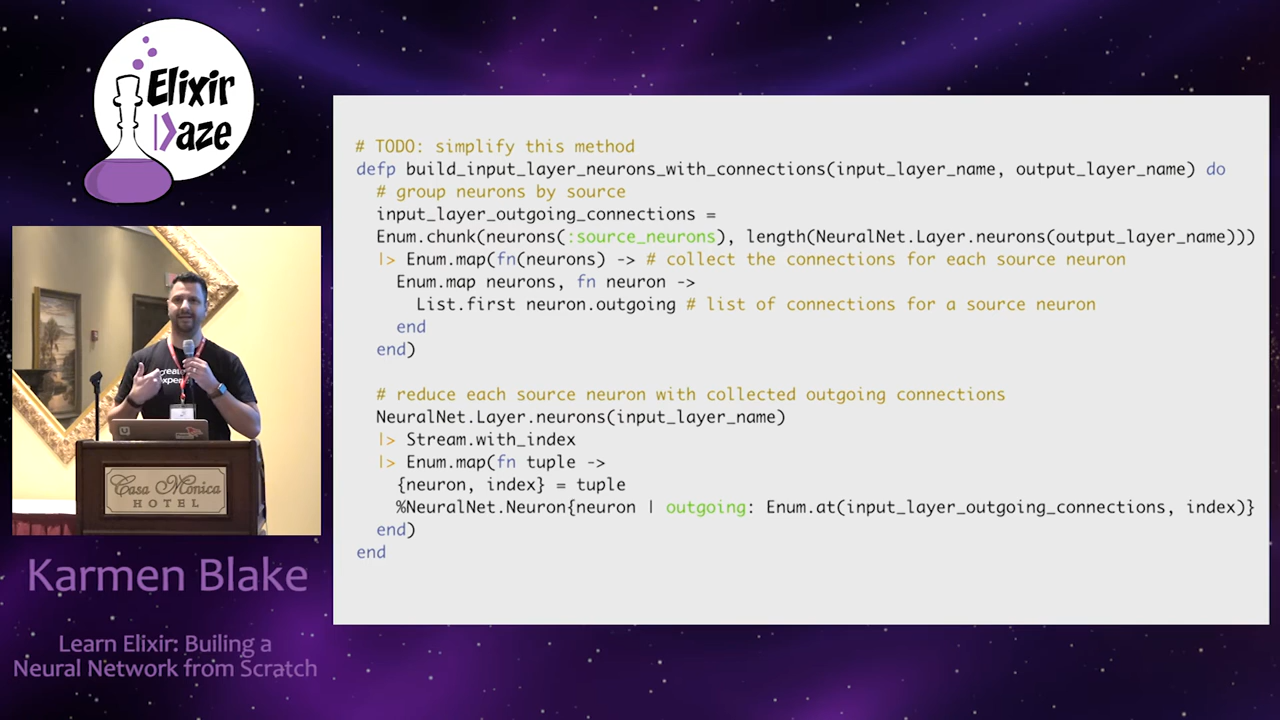 Elixir
Daze
# TODO: simplify this method
defp build_input_layer_neurons_with_connections(input_layer_name, output_layer_name) do
# group neurons by source
input_layer_outgoing_connections =
Enum.chunk(neurons(:source_neurons), length(NeuralNet.Layer.neurons(output_layer_name)))
|> Enum.map(fn(neurons) -> # collect the connections for each source neuron
Enum.map neurons, fn neuron ->
List.first neuron.outgoing # list of connections for a source neuron
end
end)
# reduce each source neuron with collected outgoing connections
NeuralNet.Layer.neurons(input_layer_name)
|> Stream.with_index
|> Enum.map(fn tuple ->
{neuron, index} = tuple
%NeuralNet.Neuron{neuron | outgoing: Enum.at(input_layer_outgoing_connections, index)}
end)
end
Casa Monica
HOTEL
Karmen Blake
Learn Elixir: Builing a
Neural Network from Scratch